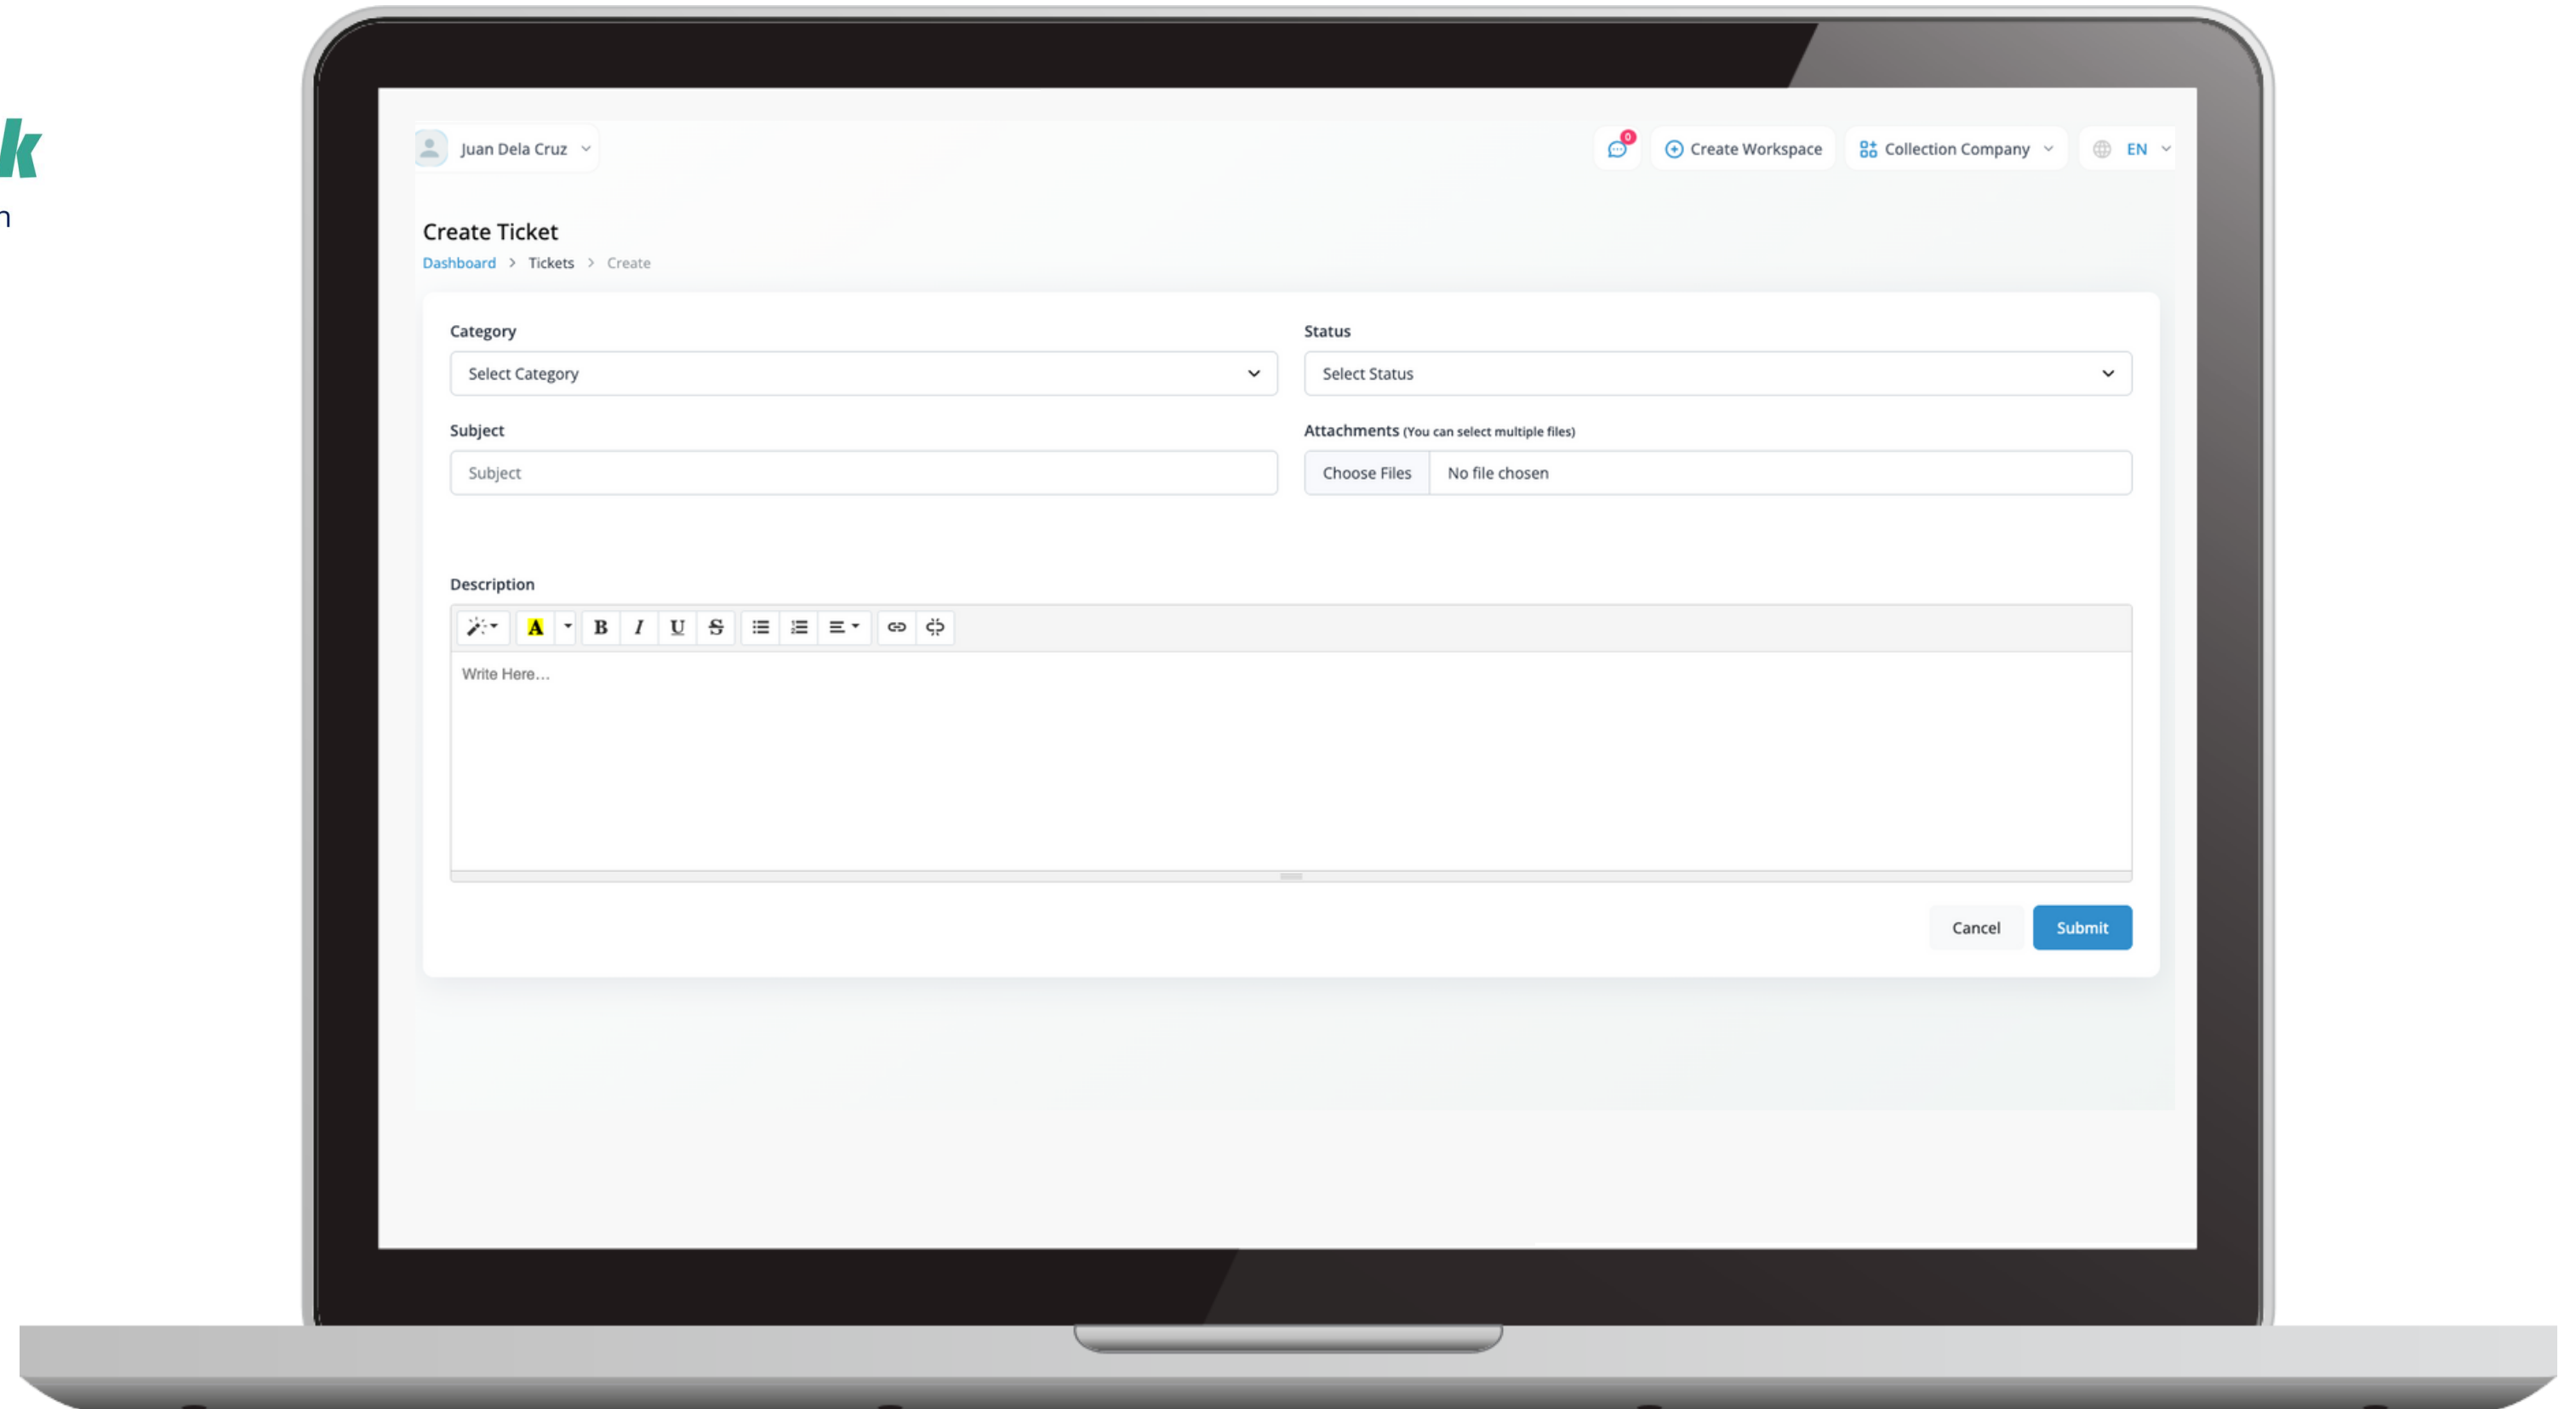 k
n
Juan Dela Cruz
0
Create Workspace
Collection Company
EN
Create Ticket
Dashboard > Tickets > Create
Category
Status
Select Category
Select Status
Subject
Attachments (You can select multiple files)
Subject
Choose Files
No file chosen
Description
A B I U S
Write Here...
Cancel
Submit